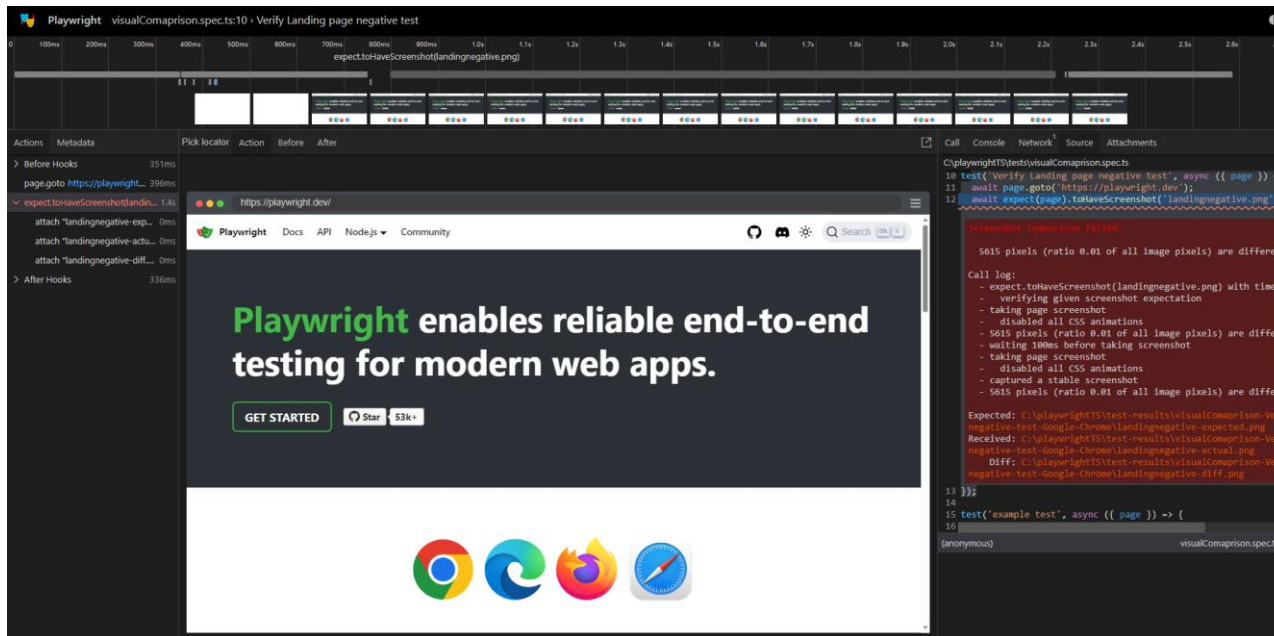 Playwright visualComaprison.spec.ts:10 › Verify Landing page negative test
0 100ms 200ms 300ms 400ms 500ms 600ms 700ms 800ms 900ms 1.0s 1.1s 1.2s 1.3s 1.4s 1.5s 1.6s 1.7s 1.8s 1.9s 2.0s 2.1s 2.2s 2.3s 2.4s 2.5s 2.6s
expect.toHaveScreenshot(landingnegative.png)
Actions Metadata
Before Hooks 351ms
page.goto https://playwright... 396ms
expect.toHaveScreenshot(landin... 1.4s
attach "landingnegative-exp... 0ms
attach "landingnegative-actu... 0ms
attach "landingnegative-diff.... 0ms
After Hooks 336ms
Pick locator Action Before After
https://playwright.dev/
Playwright Docs API Node.js Community Search
Playwright enables reliable end-to-end
testing for modern web apps.
GET STARTED Star 53k+
Call Console Network 1 Source Attachments
C:\playwrightTS\tests\visualComaprison.spec.ts
10 test('Verify Landing page negative test', async ({ page })
11 await page.goto('https://playwright.dev');
12 await expect(page).toHaveScreenshot('landingnegative.png'
Screenshot comparison failed:
5615 pixels (ratio 0.01 of all image pixels) are differe
Call log:
- expect.toHaveScreenshot(landingnegative.png) with time
- verifying given screenshot expectation
- taking page screenshot
- disabled all CSS animations
- 5615 pixels (ratio 0.01 of all image pixels) are diffe
- waiting 100ms before taking screenshot
- taking page screenshot
- disabled all CSS animations
- captured a stable screenshot
- 5615 pixels (ratio 0.01 of all image pixels) are diffe
Expected: C:\playwrightTS\test-results\visualComaprison-Ve
negative-test-Google-Chrome\landingnegative-expected.png
Received: C:\playwrightTS\test-results\visualComaprison-Ve
negative-test-Google-Chrome\landingnegative-actual.png
Diff: C:\playwrightTS\test-results\visualComaprison-Ve
negative-test-Google-Chrome\landingnegative-diff.png
13 });
14
15 test('example test', async ({ page }) => {
16
(anonymous) visualComaprison.spec.t